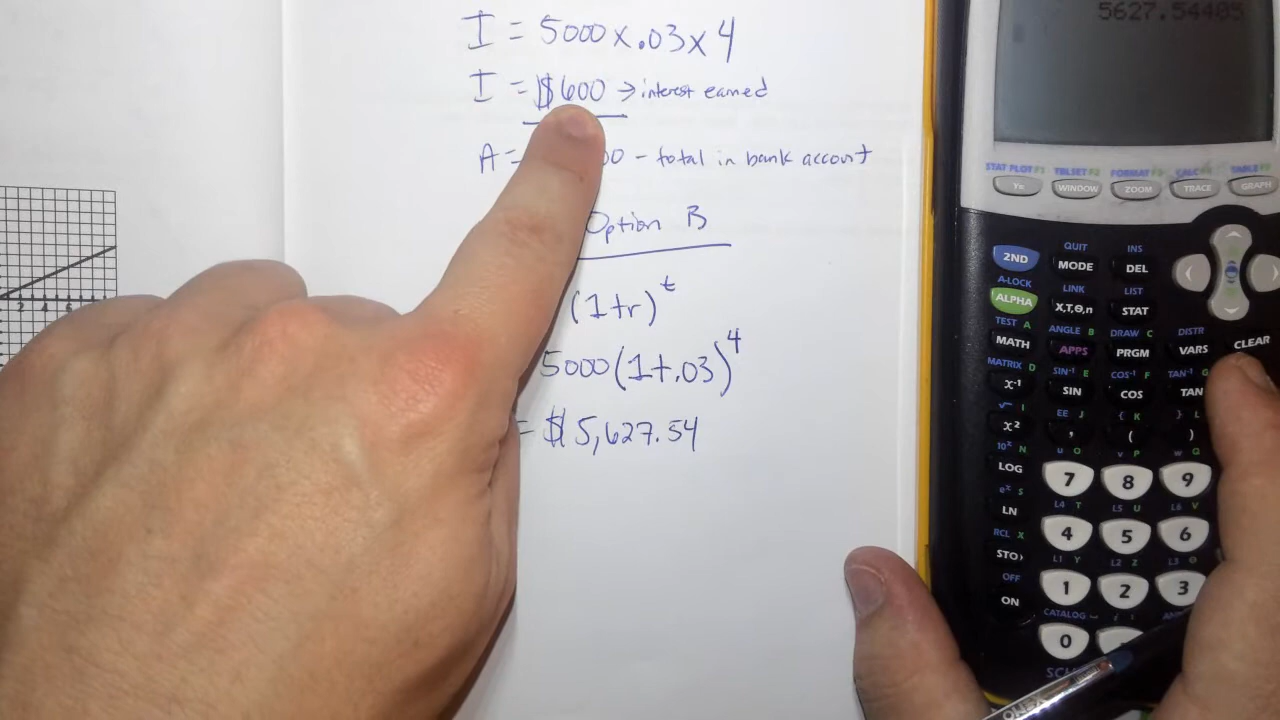 I = 5000 x .03 x 4
I = $600 → interest earned
A = 00 - total in bank account
Option B
(1+r)^t
5000(1+.03)^4
= $5,627.54
5627.54405
STAT PLOT F1 TBLSET F2 FORMAT F3 CALC F4 TABLE F5
Y= WINDOW ZOOM TRACE GRAPH
QUIT INS
2ND MODE DEL
A-LOCK LINK LIST
ALPHA X,T,Θ,n STAT
TEST A ANGLE B DRAW C DISTR
MATH APPS PRGM VARS CLEAR
MATRIX D SIN⁻¹ E COS⁻¹ F TAN⁻¹ G
x⁻¹ SIN COS TAN
√ I EE J { K } L
x² , ( )
10ˣ N u O v P w Q
LOG 7 8 9
eˣ S L4 T L5 U L6 V
LN 4 5 6
RCL X L1 Y L2 Z L3 Θ
STO› 1 2 3
OFF CATALOG
ON 0